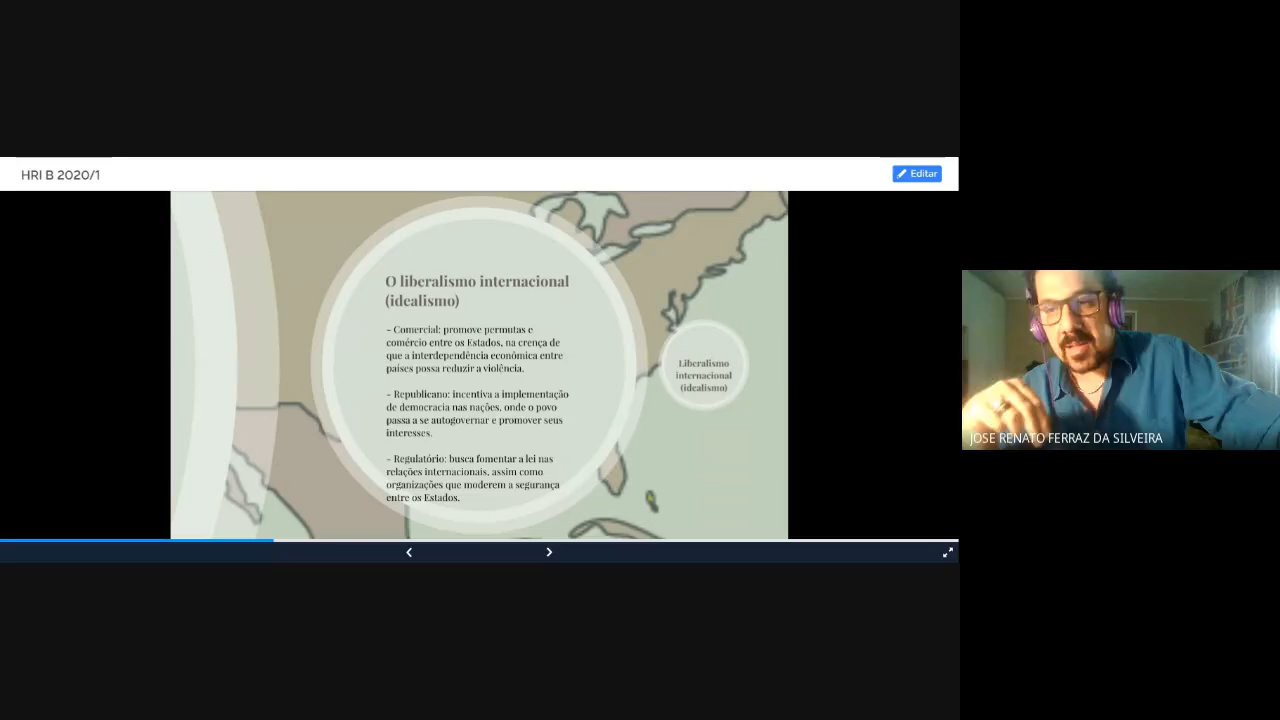 HRI B 2020/1
Editar
O liberalismo internacional
(idealismo)
- Comercial: promove permutas e
comércio entre os Estados, na crença de
que a interdependência econômica entre
países possa reduzir a violência.
- Republicano: incentiva a implementação
de democracia nas nações, onde o povo
passa a se autogovernar e promover seus
interesses.
- Regulatório: busca fomentar a lei nas
relações internacionais, assim como
organizações que moderem a segurança
entre os Estados.
Liberalismo
internacional
(idealismo)
JOSE RENATO FERRAZ DA SILVEIRA